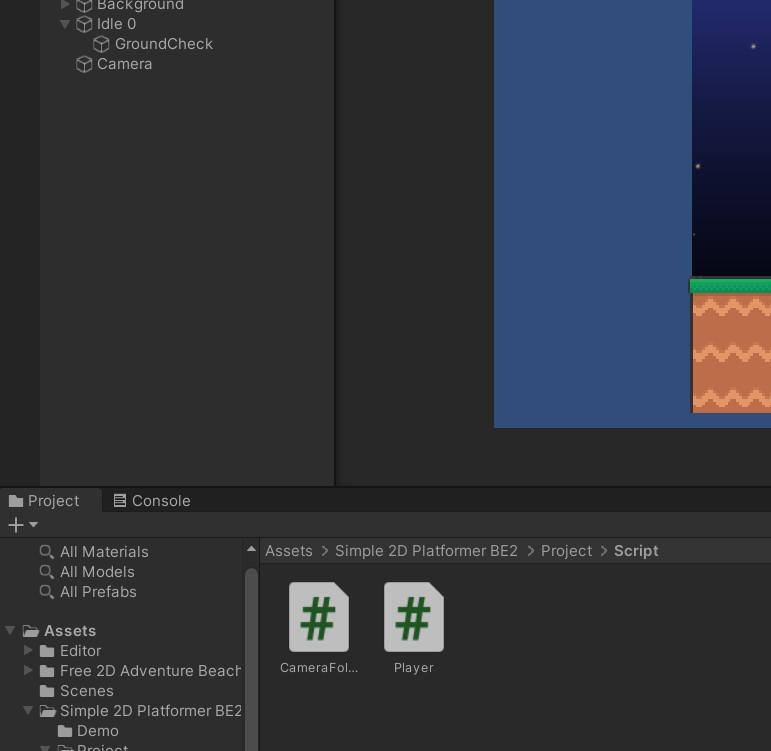 Background
Idle 0
GroundCheck
Camera
Project
Console
All Materials
All Models
All Prefabs
Assets
Editor
Free 2D Adventure Beach
Scenes
Simple 2D Platformer BE2
Demo
Project
Assets > Simple 2D Platformer BE2 > Project > Script
CameraFol...
Player